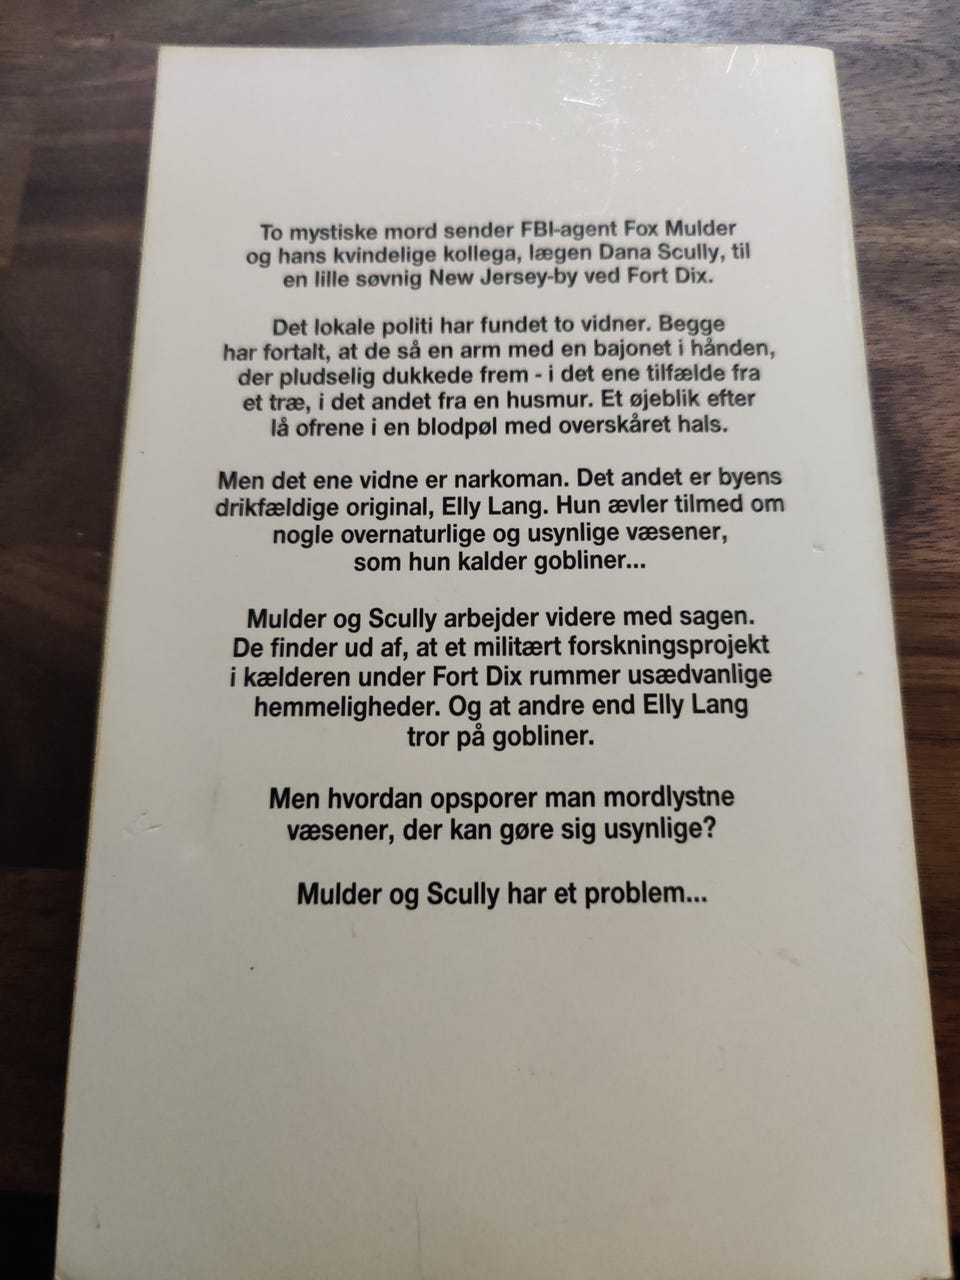 To mystiske mord sender FBI-agent Fox Mulder
og hans kvindelige kollega, lægen Dana Scully, til
en lille søvnig New Jersey-by ved Fort Dix.
Det lokale politi har fundet to vidner. Begge
har fortalt, at de så en arm med en bajonet i hånden,
der pludselig dukkede frem - i det ene tilfælde fra
et træ, i det andet fra en husmur. Et øjeblik efter
lå ofrene i en blodpøl med overskåret hals.
Men det ene vidne er narkoman. Det andet er byens
drikfældige original, Elly Lang. Hun ævler tilmed om
nogle overnaturlige og usynlige væsener,
som hun kalder gobliner...
Mulder og Scully arbejder videre med sagen.
De finder ud af, at et militært forskningsprojekt
i kælderen under Fort Dix rummer usædvanlige
hemmeligheder. Og at andre end Elly Lang
tror på gobliner.
Men hvordan opsporer man mordlystne
væsener, der kan gøre sig usynlige?
Mulder og Scully har et problem...